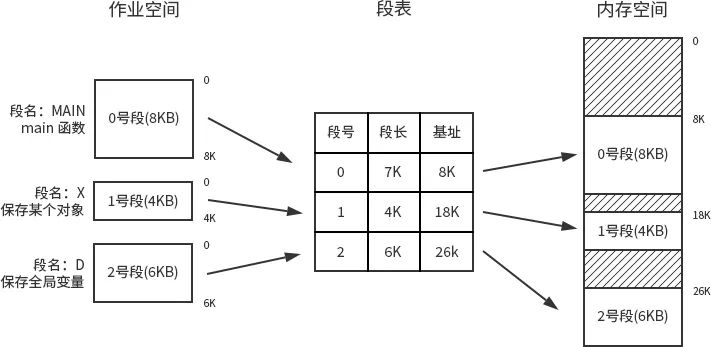 作业空间
段表
内存空间
段名：MAIN
main 函数
0号段(8KB)
0
8K
段名：X
保存某个对象
1号段(4KB)
0
4K
段名：D
保存全局变量
2号段(6KB)
0
6K
段号 段长 基址
0 7K 8K
1 4K 18K
2 6K 26k
0
8K
0号段(8KB)
18K
1号段(4KB)
26K
2号段(6KB)